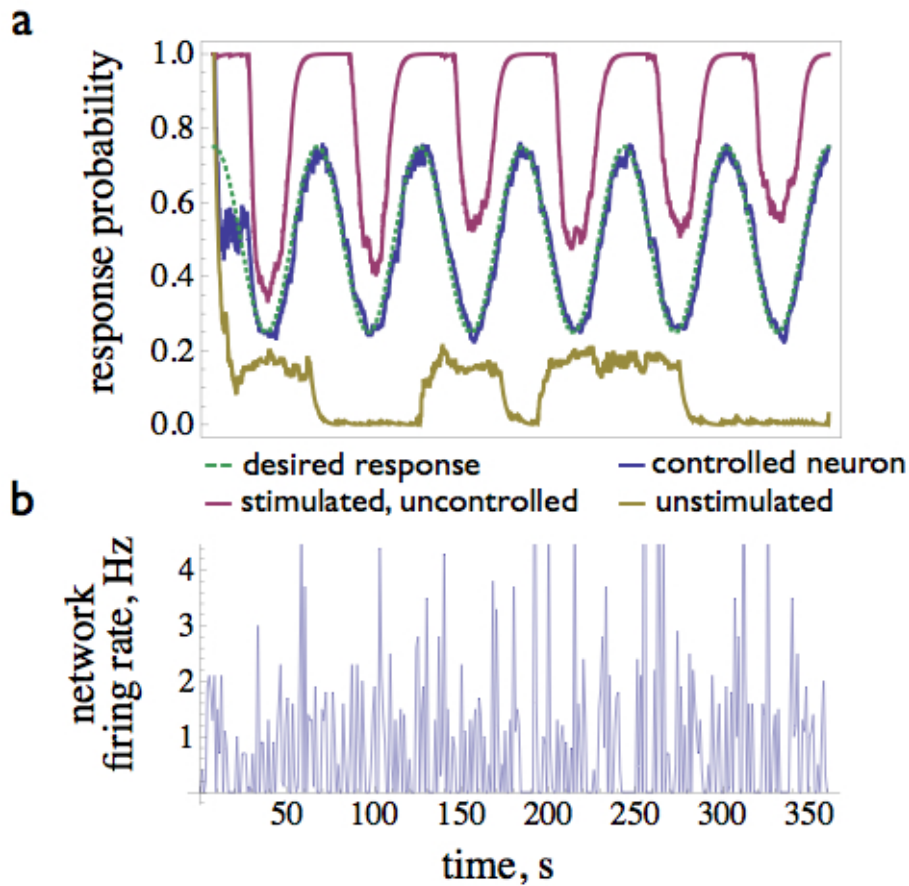 a
response probability
1.0
0.8
0.6
0.4
0.2
0.0
desired response
controlled neuron
stimulated, uncontrolled
unstimulated
b
network
firing rate, Hz
4
3
2
1
50 100 150 200 250 300 350
time, s